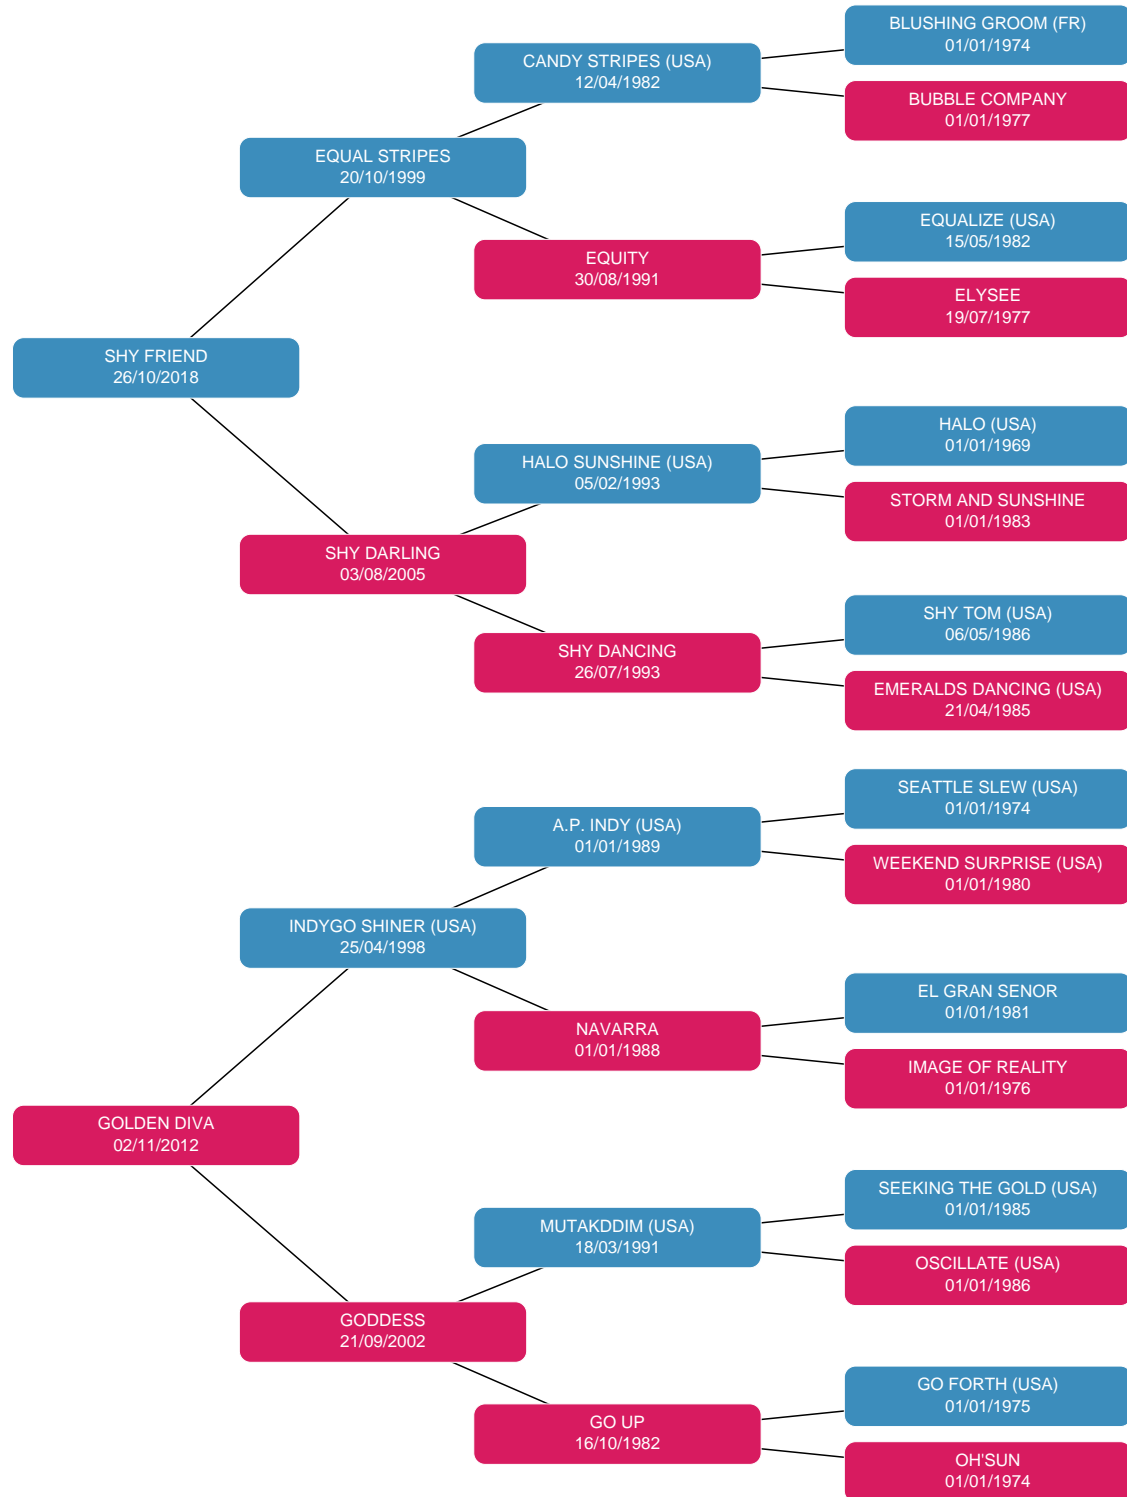 BLUSHING GROOM (FR)
01/01/1974
CANDY STRIPES (USA)
12/04/1982
BUBBLE COMPANY
01/01/1977
EQUAL STRIPES
20/10/1999
EQUALIZE (USA)
15/05/1982
EQUITY
30/08/1991
ELYSEE
19/07/1977
SHY FRIEND
26/10/2018
HALO (USA)
01/01/1969
HALO SUNSHINE (USA)
05/02/1993
STORM AND SUNSHINE
01/01/1983
SHY DARLING
03/08/2005
SHY TOM (USA)
06/05/1986
SHY DANCING
26/07/1993
EMERALDS DANCING (USA)
21/04/1985
SEATTLE SLEW (USA)
01/01/1974
A.P. INDY (USA)
01/01/1989
WEEKEND SURPRISE (USA)
01/01/1980
INDYGO SHINER (USA)
25/04/1998
EL GRAN SENOR
01/01/1981
NAVARRA
01/01/1988
IMAGE OF REALITY
01/01/1976
GOLDEN DIVA
02/11/2012
SEEKING THE GOLD (USA)
01/01/1985
MUTAKDDIM (USA)
18/03/1991
OSCILLATE (USA)
01/01/1986
GODDESS
21/09/2002
GO FORTH (USA)
01/01/1975
GO UP
16/10/1982
OH'SUN
01/01/1974